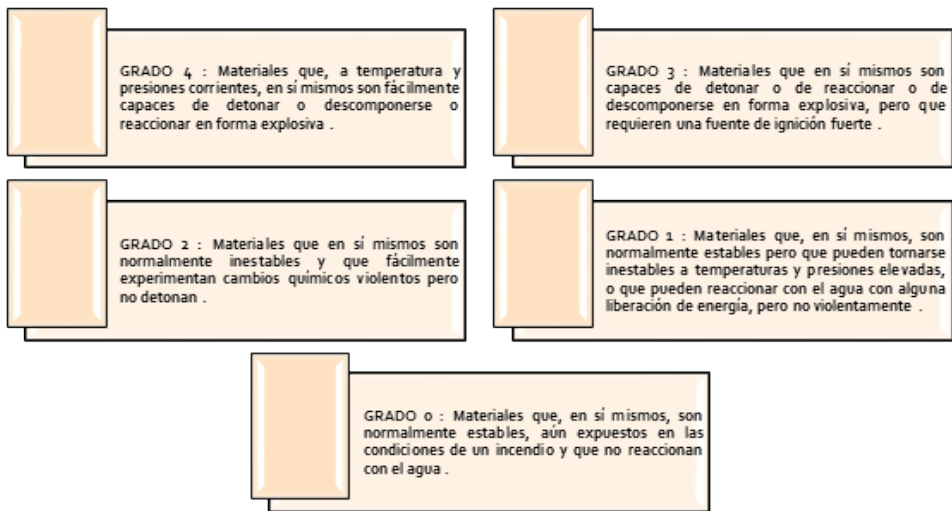 GRADO 4 : Materiales que, a temperatura y
presiones corrientes, en sí mismos son fácilmente
capaces de detonar o descomponerse o
reaccionar en forma explosiva .
GRADO 3 : Materiales que en sí mismos son
capaces de detonar o de reaccionar o de
descomponerse en forma explosiva, pero que
requieren una fuente de ignición fuerte .
GRADO 2 : Materiales que en sí mismos son
normalmente inestables y que fácilmente
experimentan cambios químicos violentos pero
no detonan .
GRADO 1 : Materiales que, en sí mismos, son
normalmente estables pero que pueden tornarse
inestables a temperaturas y presiones elevadas,
o que pueden reaccionar con el agua con alguna
liberación de energía, pero no violentamente .
GRADO 0 : Materiales que, en sí mismos, son
normalmente estables, aún expuestos en las
condiciones de un incendio y que no reaccionan
con el agua .